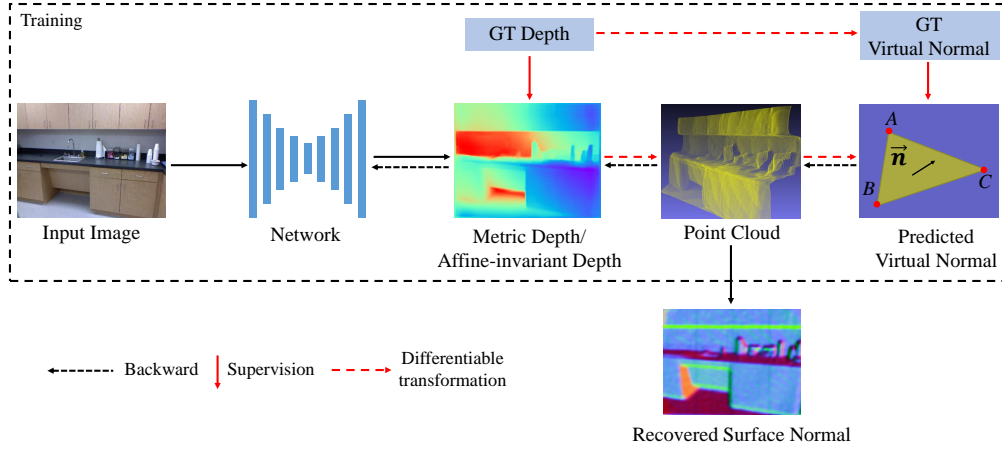 Training
GT Depth
GT
Virtual Normal
A
n
B
C
Input Image
Network
Metric Depth/
Affine-invariant Depth
Point Cloud
Predicted
Virtual Normal
Backward
Supervision
Differentiable
transformation
Recovered Surface Normal